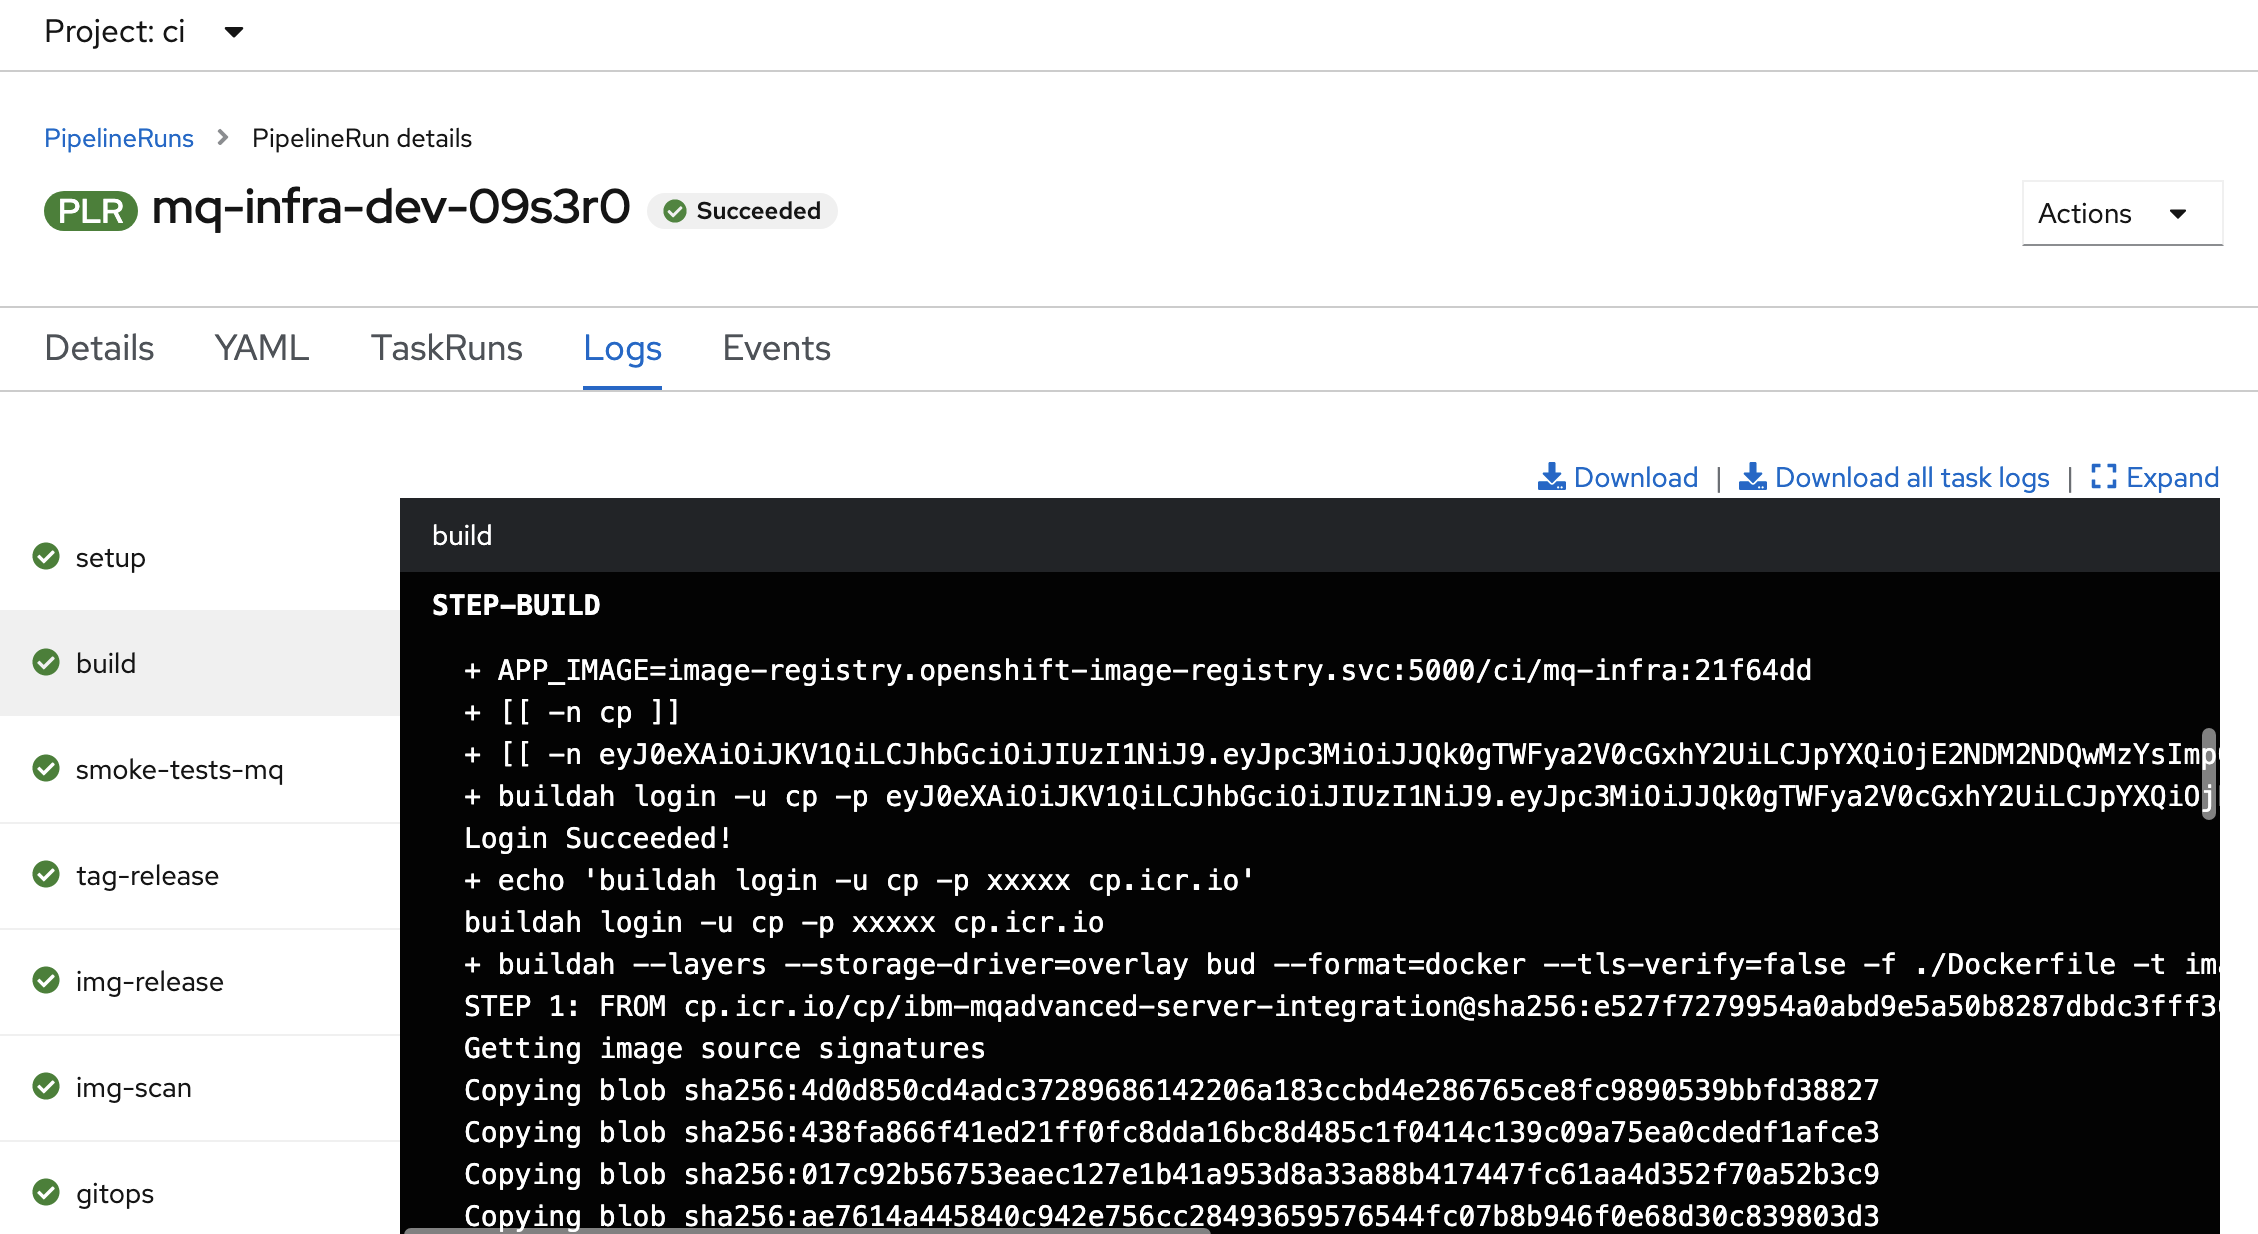 Project: ci
PipelineRuns > PipelineRun details
PLR mq-infra-dev-09s3r0 Succeeded
Actions
Details YAML TaskRuns Logs Events
Download | Download all task logs | Expand
setup
build
smoke-tests-mq
tag-release
img-release
img-scan
gitops
build
STEP-BUILD
+ APP_IMAGE=image-registry.openshift-image-registry.svc:5000/ci/mq-infra:21f64dd
+ [[ -n cp ]]
+ [[ -n eyJ0eXAiOiJKV1QiLCJhbGciOiJIUzI1NiJ9.eyJpc3MiOiJJQk0gTWFya2V0cGxhY2UiLCJpYXQiOjE2NDM2NDQwMzYsImp
+ buildah login -u cp -p eyJ0eXAiOiJKV1QiLCJhbGciOiJIUzI1NiJ9.eyJpc3MiOiJJQk0gTWFya2V0cGxhY2UiLCJpYXQiOj
Login Succeeded!
+ echo 'buildah login -u cp -p xxxxx cp.icr.io'
buildah login -u cp -p xxxxx cp.icr.io
+ buildah --layers --storage-driver=overlay bud --format=docker --tls-verify=false -f ./Dockerfile -t im
STEP 1: FROM cp.icr.io/cp/ibm-mqadvanced-server-integration@sha256:e527f7279954a0abd9e5a50b8287dbdc3fff3
Getting image source signatures
Copying blob sha256:4d0d850cd4adc37289686142206a183ccbd4e286765ce8fc9890539bbfd38827
Copying blob sha256:438fa866f41ed21ff0fc8dda16bc8d485c1f0414c139c09a75ea0cdedf1afce3
Copying blob sha256:017c92b56753eaec127e1b41a953d8a33a88b417447fc61aa4d352f70a52b3c9
Copying blob sha256:ae7614a445840c942e756cc28493659576544fc07b8b946f0e68d30c839803d3